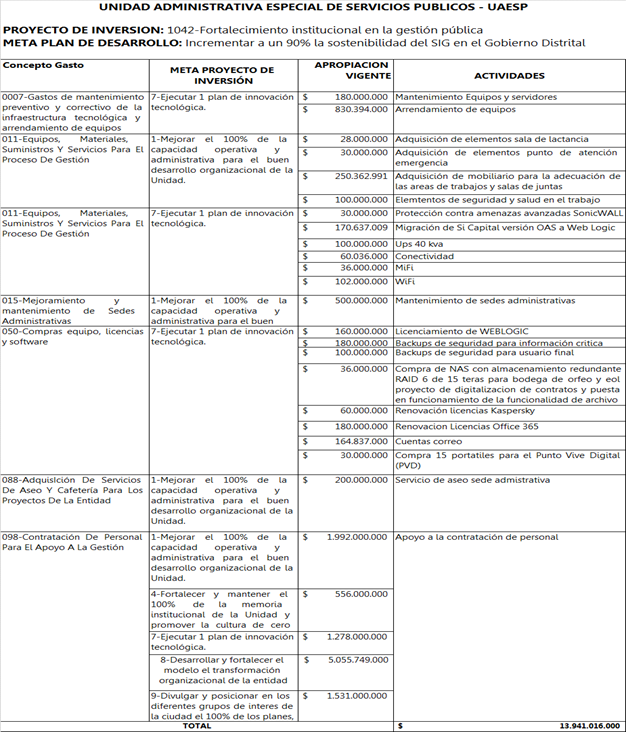 UNIDAD ADMINISTRATIVA ESPECIAL DE SERVICIOS PUBLICOS - UAESP
PROYECTO DE INVERSION: 1042-Fortalecimiento institucional en la gestión pública
META PLAN DE DESARROLLO: Incrementar a un 90% la sostenibilidad del SIG en el Gobierno Distrital
Concepto Gasto
META PROYECTO DE
INVERSIÓN
APROPIACION
VIGENTE
ACTIVIDADES
0007-Gastos de mantenimiento
preventivo y correctivo de la
infraestructura tecnológica y
arrendamiento de equipos
7-Ejecutar 1 plan de innovación
tecnológica.
$ 180.000.000 Mantenimiento Equipos y servidores
$ 830.394.000 Arrendamiento de equipos
011-Equipos, Materiales,
Suministros Y Servicios Para El
Proceso De Gestión
1-Mejorar el 100% de la
capacidad operativa y
administrativa para el buen
desarrollo organizacional de la
Unidad.
$ 28.000.000 Adquisición de elementos sala de lactancia
$ 30.000.000 Adquisición de elementos punto de atención
emergencia
$ 250.362.991 Adquisición de mobiliario para la adecuación de
las areas de trabajos y salas de juntas
$ 100.000.000 Elemtentos de seguridad y salud en el trabajo
011-Equipos, Materiales,
Suministros Y Servicios Para El
Proceso De Gestión
7-Ejecutar 1 plan de innovación
tecnológica.
$ 30.000.000 Protección contra amenazas avanzadas SonicWALL
$ 170.637.009 Migración de Si Capital versión OAS a Web Logic
$ 100.000.000 Ups 40 kva
$ 60.036.000 Conectividad
$ 36.000.000 MiFi
$ 102.000.000 WiFi
015-Mejoramiento y
mantenimiento de Sedes
Administrativas
1-Mejorar el 100% de la
capacidad operativa y
administrativa para el buen
$ 500.000.000 Mantenimiento de sedes administrativas
050-Compras equipo, licencias
y software
7-Ejecutar 1 plan de innovación
tecnológica.
$ 160.000.000 Licenciamiento de WEBLOGIC
$ 180.000.000 Backups de seguridad para información critica
$ 100.000.000 Backups de seguridad para usuario final
$ 36.000.000 Compra de NAS con almacenamiento redundante
RAID 6 de 15 teras para bodega de orfeo y eol
proyecto de digitalizacion de contratos y puesta
en funcionamiento de la funcionalidad de archivo
$ 60.000.000 Renovación licencias Kaspersky
$ 180.000.000 Renovacion Licencias Office 365
$ 164.837.000 Cuentas correo
$ 30.000.000 Compra 15 portatiles para el Punto Vive Digital
(PVD)
088-Adquisición De Servicios
De Aseo Y Cafetería Para Los
Proyectos De La Entidad
1-Mejorar el 100% de la
capacidad operativa y
administrativa para el buen
desarrollo organizacional de la
Unidad.
$ 200.000.000 Servicio de aseo sede admistrativa
098-Contratación De Personal
Para El Apoyo A La Gestión
1-Mejorar el 100% de la
capacidad operativa y
administrativa para el buen
desarrollo organizacional de la
Unidad.
$ 1.992.000.000 Apoyo a la contratación de personal
4-Fortalecer y mantener el
100% de la memoria
institucional de la Unidad y
promover la cultura de cero
$ 556.000.000
7-Ejecutar 1 plan de innovación
tecnológica.
$ 1.278.000.000
8-Desarrollar y fortalecer el
modelo el transformación
organizacional de la entidad
$ 5.055.749.000
9-Divulgar y posicionar en los
diferentes grupos de interes de
la ciudad el 100% de los planes,
$ 1.531.000.000
TOTAL $ 13.941.016.000